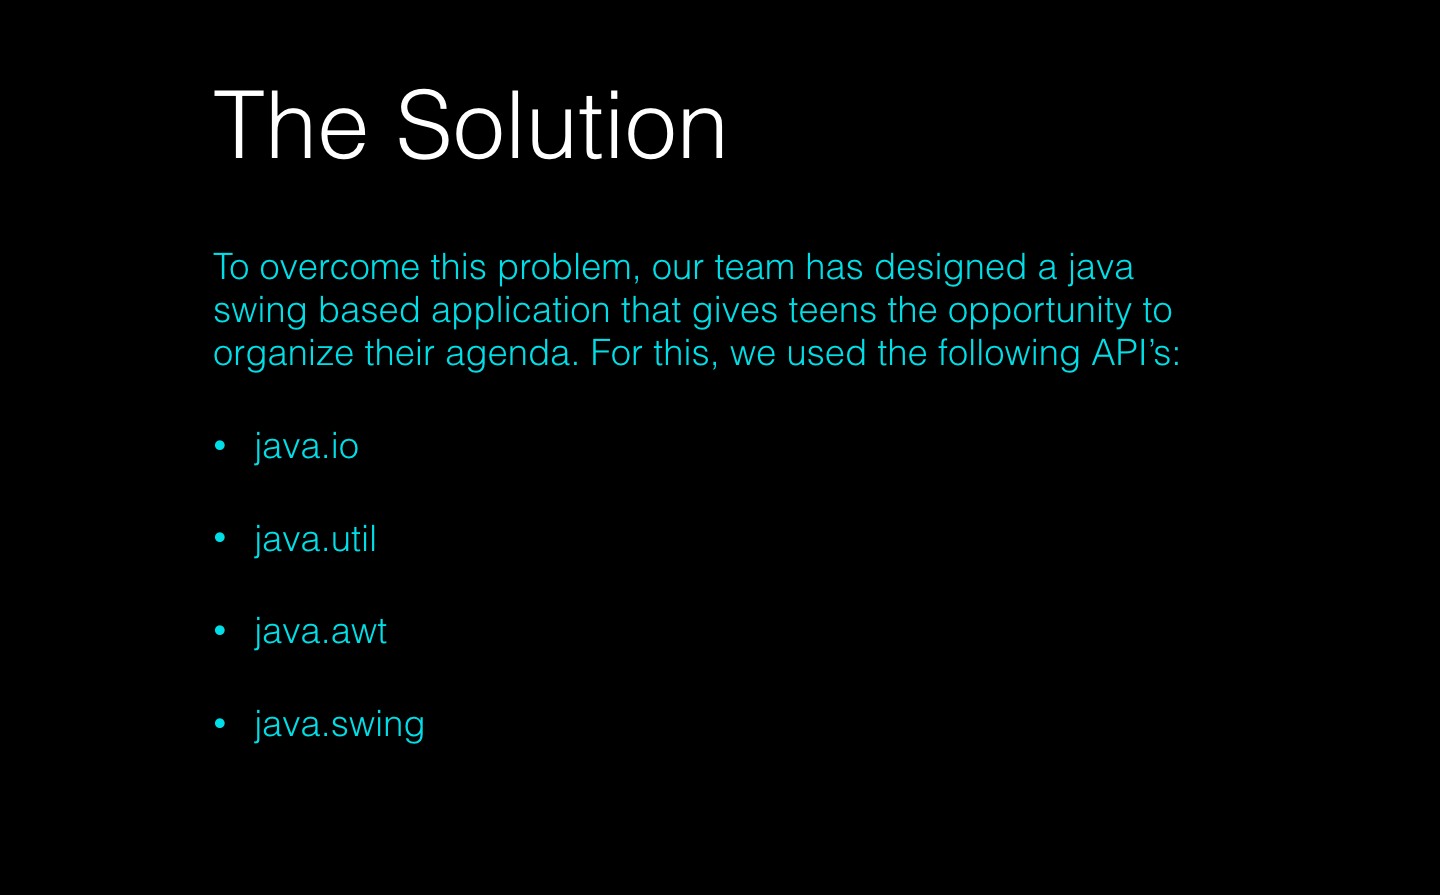 The Solution
To overcome this problem, our team has designed a java
swing based application that gives teens the opportunity to
organize their agenda. For this, we used the following API’s:
• java.io
• java.util
• java.awt
• java.swing